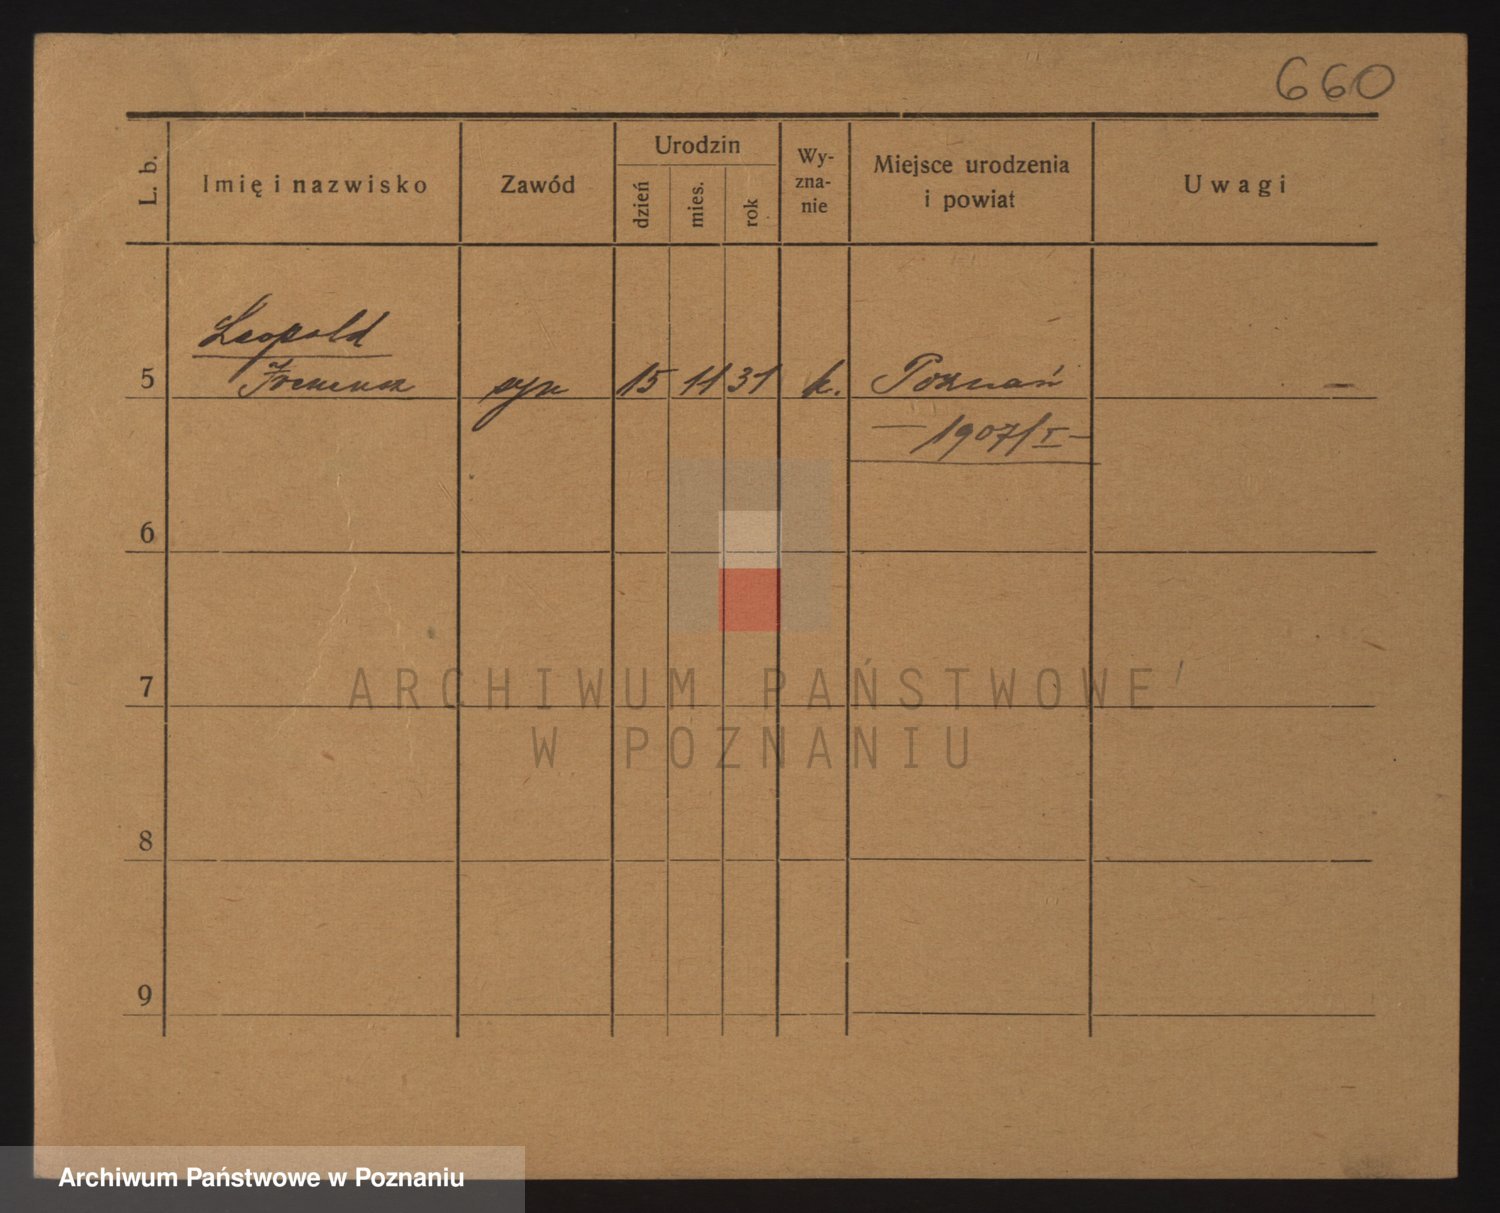 660
L. b.
Imię i nazwisko
Zawód
Urodzin
dzień
mies.
rok
Wy-
zna-
nie
Miejsce urodzenia
i powiat
Uwagi
Leopold
5 syn 15 11 31 k. Poznań –
– 1907/I –
6
7
8
9
ARCHIWUM PAŃSTWOWE
W POZNANIU
Archiwum Państwowe w Poznaniu